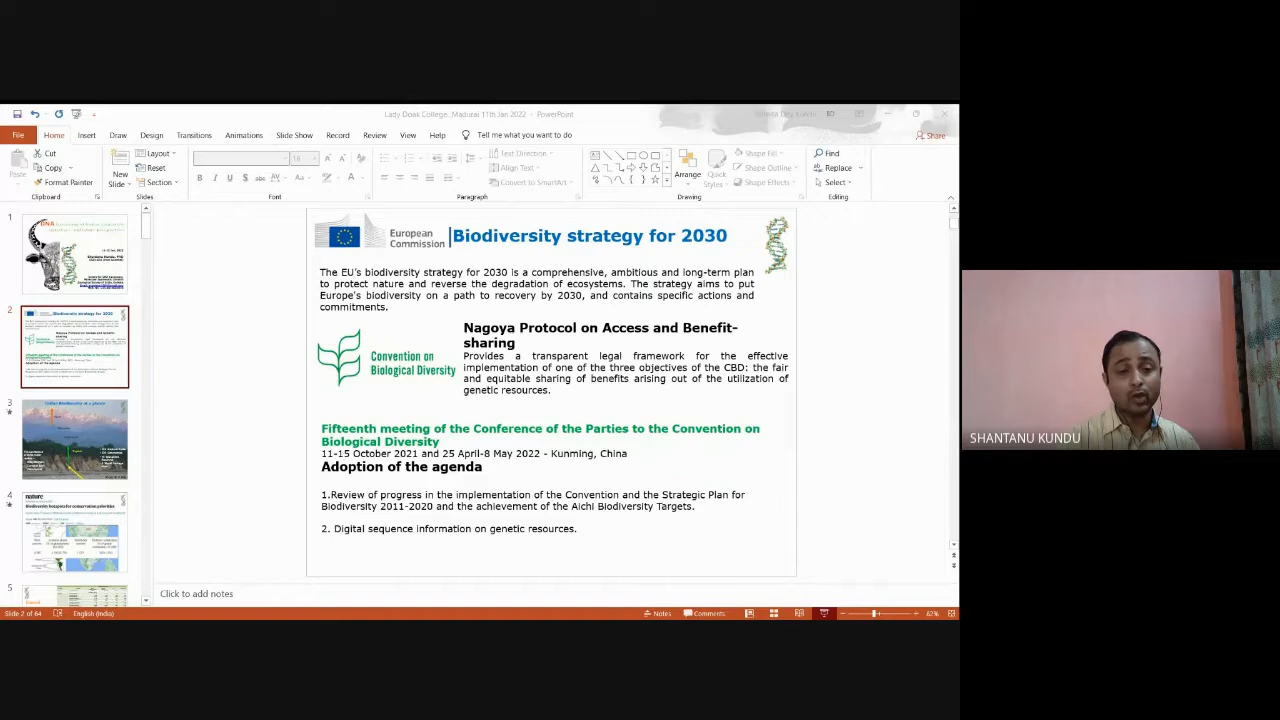 Lady Doak College_Madurai 11th Jan 2022 - PowerPoint
File Home Insert Draw Design Transitions Animations Slide Show Record Review View Help Tell me what you want to do Share
Paste
Cut
Copy
Format Painter
Clipboard
New
Slide
Layout
Reset
Section
Slides
18
Font
Text Direction
Align Text
Convert to SmartArt
Paragraph
Arrange
Quick
Styles
Shape Fill
Shape Outline
Shape Effects
Drawing
Find
Replace
Select
Editing
1
2
3
4
5
European
Commission
Biodiversity strategy for 2030
The EU's biodiversity strategy for 2030 is a comprehensive, ambitious and long-term plan
to protect nature and reverse the degradation of ecosystems. The strategy aims to put
Europe's biodiversity on a path to recovery by 2030, and contains specific actions and
commitments.
Convention on
Biological Diversity
Nagoya Protocol on Access and Benefit-
sharing
Provides a transparent legal framework for the effective
implementation of one of the three objectives of the CBD: the fair
and equitable sharing of benefits arising out of the utilization of
genetic resources.
Fifteenth meeting of the Conference of the Parties to the Convention on
Biological Diversity
11-15 October 2021 and 25 April-8 May 2022 - Kunming, China
Adoption of the agenda
1.Review of progress in the implementation of the Convention and the Strategic Plan for
Biodiversity 2011-2020 and the achievement of the Aichi Biodiversity Targets.
2. Digital sequence information on genetic resources.
Click to add notes
Slide 2 of 64 English (India) Notes Comments 62%
SHANTANU KUNDU